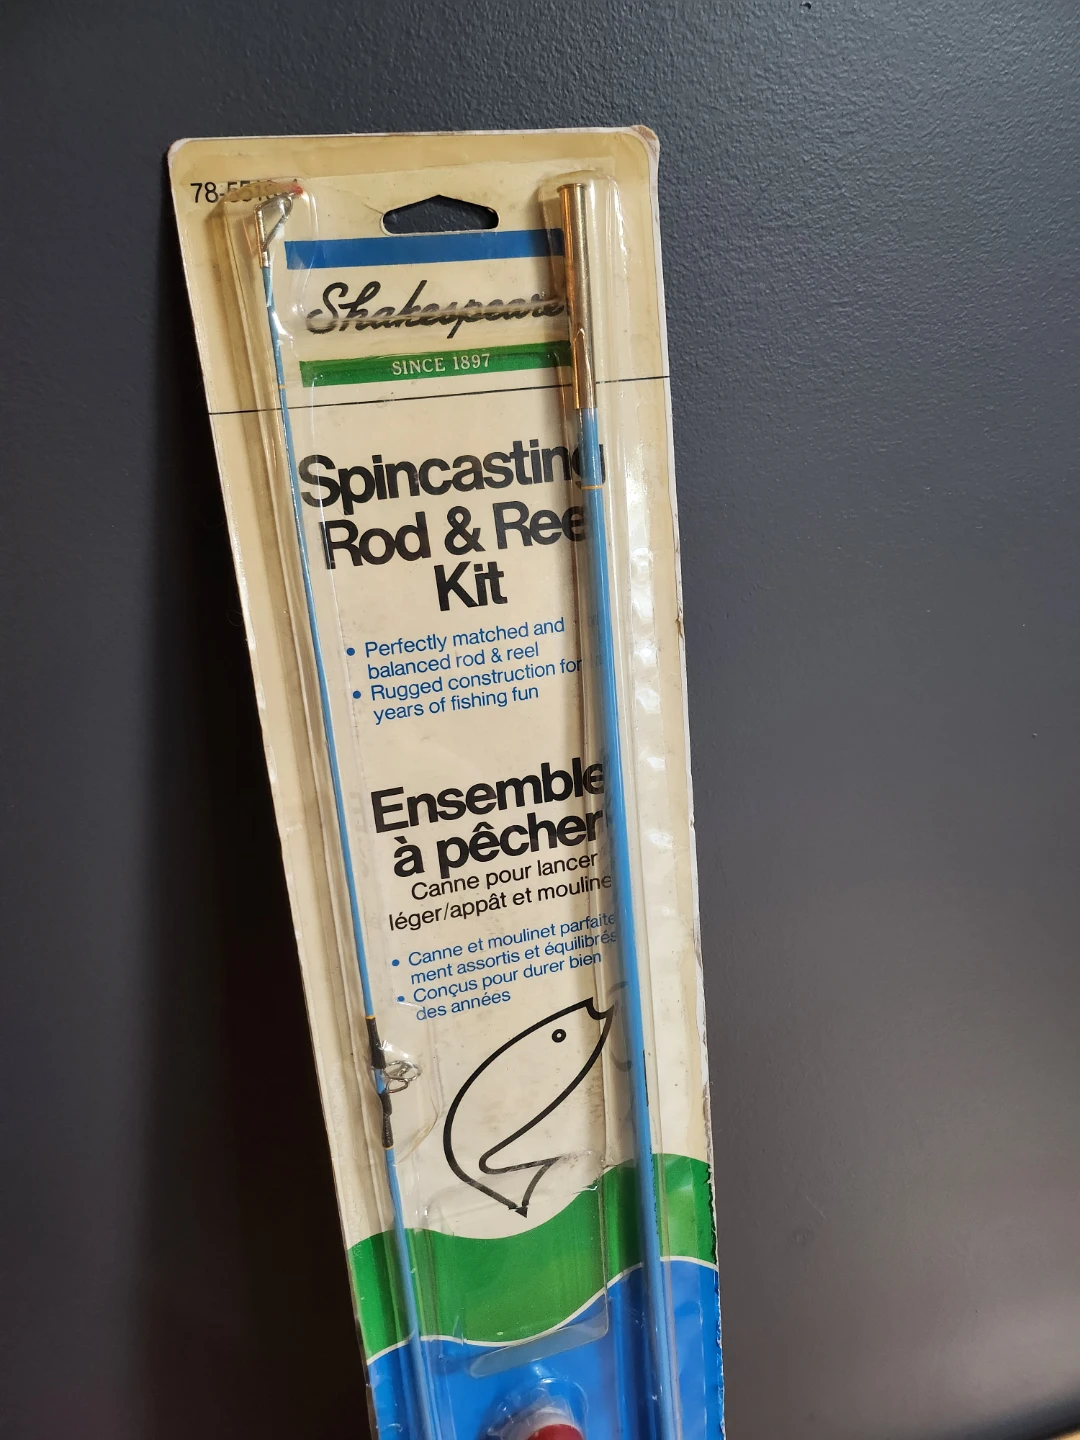 Shakespeare
SINCE 1897
Spincasting
Rod & Ree
Kit
• Perfectly matched and
balanced rod & reel
• Rugged construction for
years of fishing fun
Ensemble
à pêcher
Canne pour lancer
léger/appât et mouline
• Canne et moulinet parfaite
ment assortis et équilibrés
• Conçus pour durer bien
des années